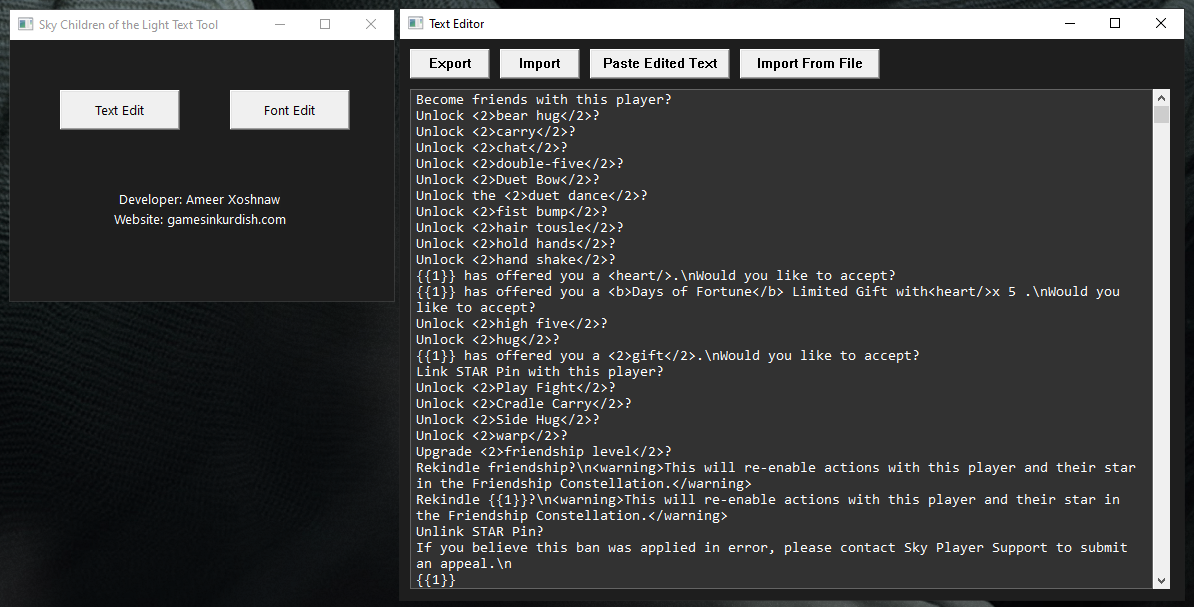 Sky Children of the Light Text Tool
Text Edit
Font Edit
Developer: Ameer Xoshnaw
Website: gamesinkurdish.com
Text Editor
Export
Import
Paste Edited Text
Import From File
Become friends with this player?
Unlock <2>bear hug</2>?
Unlock <2>carry</2>?
Unlock <2>chat</2>?
Unlock <2>double-five</2>?
Unlock <2>Duet Bow</2>?
Unlock the <2>duet dance</2>?
Unlock <2>fist bump</2>?
Unlock <2>hair tousle</2>?
Unlock <2>hold hands</2>?
Unlock <2>hand shake</2>?
{{1}} has offered you a <heart/>.\nWould you like to accept?
{{1}} has offered you a <b>Days of Fortune</b> Limited Gift with<heart/>x 5 .\nWould you
like to accept?
Unlock <2>high five</2>?
Unlock <2>hug</2>?
{{1}} has offered you a <2>gift</2>.\nWould you like to accept?
Link STAR Pin with this player?
Unlock <2>Play Fight</2>?
Unlock <2>Cradle Carry</2>?
Unlock <2>Side Hug</2>?
Unlock <2>warp</2>?
Upgrade <2>friendship level</2>?
Rekindle friendship?\n<warning>This will re-enable actions with this player and their star
in the Friendship Constellation.</warning>
Rekindle {{1}}?\n<warning>This will re-enable actions with this player and their star in
the Friendship Constellation.</warning>
Unlink STAR Pin?
If you believe this ban was applied in error, please contact Sky Player Support to submit
an appeal.\n
{{1}}